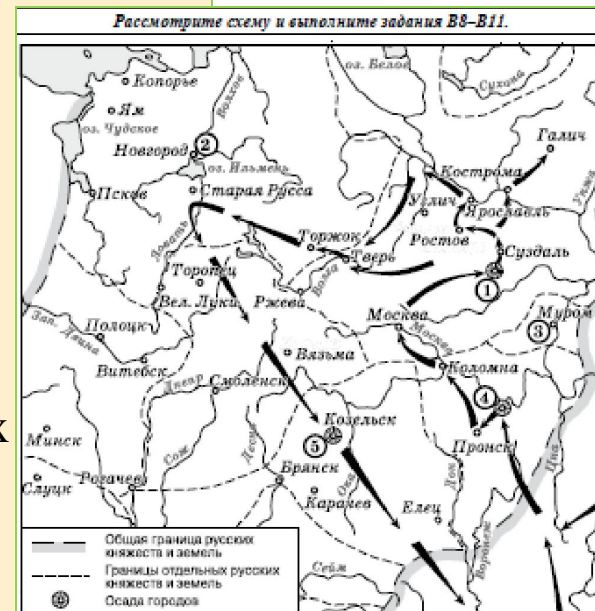 Рассмотрите схему и выполните задания В8–В11.
Копорье
Ям
оз. Чудское
Волхов
оз. Белое
Сухона
Новгород
2
оз. Ильмень
Галич
Кострома
Псков
Старая Русса
Углич
Ярославль
Унжа
Ловать
Торжок
Ростов
Суздаль
Тверь
Торопец
Волга
1
Вел. Луки
Ржева
Москва
Муром
Зап. Двина
Москва
3
Полоцк
Вязьма
Витебск
Коломна
Днепр
Смоленск
4
Козельск
к
Минск
Сож
Десна
5
Пронск
Цна
Слуцк
Рогачев
Брянск
Ока
Дон
Карачев
Елец
Воронеж
Сейм
Общая граница русских
княжеств и земель
Границы отдельных русских
княжеств и земель
Осада городов